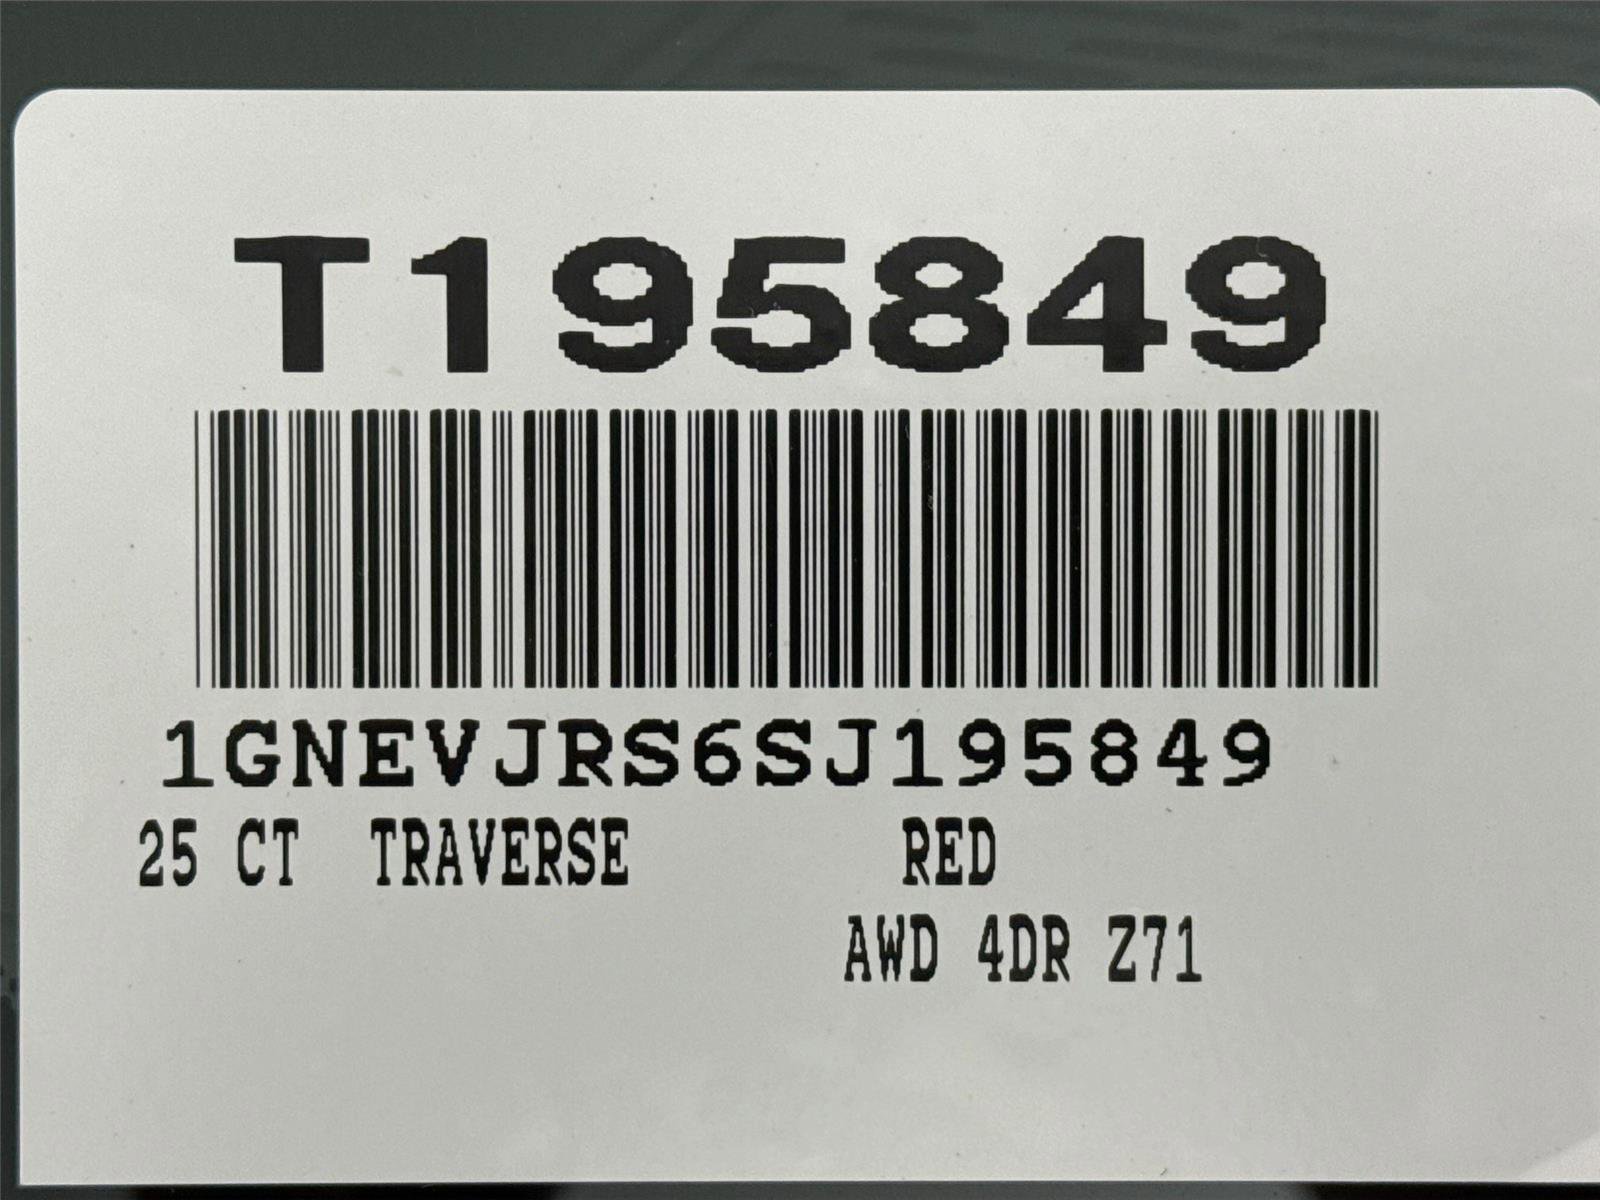 T195849
1GNEVJRS6SJ195849
25 CT TRAVERSE RED
AWD 4DR Z71